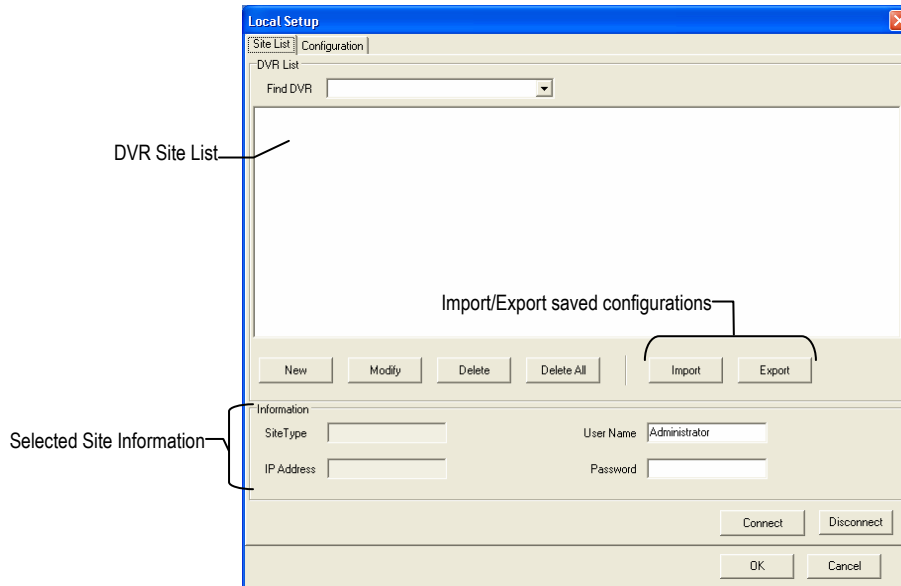 Local Setup
Site List Configuration
DVR List
Find DVR
DVR Site List
Import/Export saved configurations
New Modify Delete Delete All Import Export
Information
SiteType User Name Administrator
Selected Site Information
IP Address Password
Connect Disconnect
OK Cancel